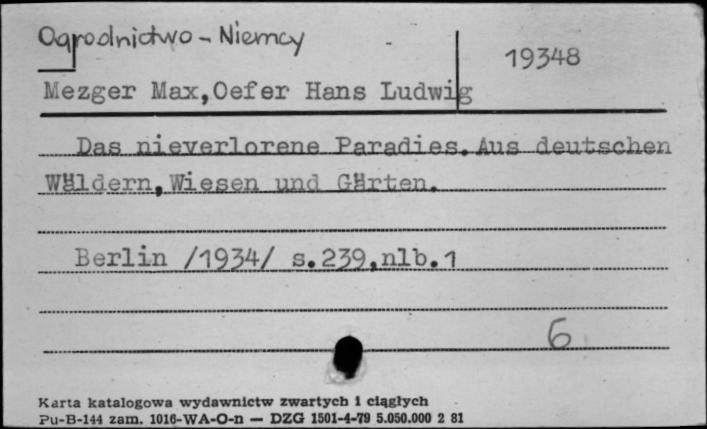 Ogrodnictwo - Niemcy
19348
Mezger Max,Oefer Hans Ludwig
Das nieverlorene Paradies.Aus deutschen
Wäldern,Wiesen und Gärten.
Berlin /1934/ s.239,nlb.1
6
Karta katalogowa wydawnictw zwartych i ciągłych
Pu-B-144 zam. 1016-WA-O-n — DZG 1501-4-79 5.050.000 2 81